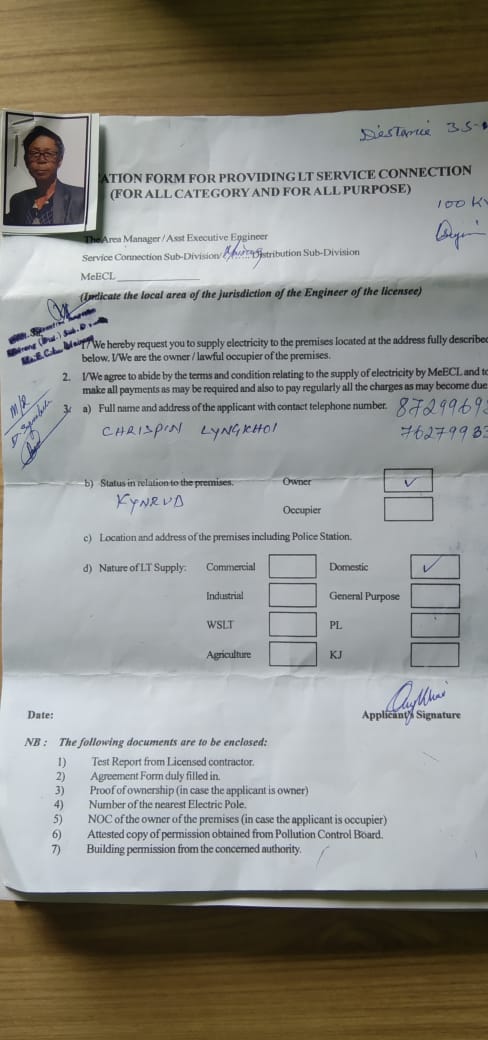 Distance 35
ATION FORM FOR PROVIDING LT SERVICE CONNECTION
(FOR ALL CATEGORY AND FOR ALL PURPOSE)
100 KV
The Area Manager/Asst Executive Engineer
Service Connection Sub-Division/ Distribution Sub-Division
MeECL
(Indicate the local area of the jurisdiction of the Engineer of the licensee)
I/We hereby request you to supply electricity to the premises located at the address fully described
below. I/We are the owner / lawful occupier of the premises.
2. I/We agree to abide by the terms and condition relating to the supply of electricity by MeECL and to
make all payments as may be required and also to pay regularly all the charges as may become due
M/R
3. a) Full name and address of the applicant with contact telephone number. 8729969
CHRISPIN LYNGKHOI 7627993
b) Status in relation to the premises. Owner ✓
KYNRUD
Occupier
c) Location and address of the premises including Police Station.
d) Nature of LT Supply: Commercial Domestic ✓
Industrial General Purpose
WSLT PL
Agriculture KJ
Date: Applicant's Signature
NB : The following documents are to be enclosed:
1) Test Report from Licensed contractor.
2) Agreement Form duly filled in.
3) Proof of ownership (in case the applicant is owner)
4) Number of the nearest Electric Pole.
5) NOC of the owner of the premises (in case the applicant is occupier)
6) Attested copy of permission obtained from Pollution Control Board.
7) Building permission from the concerned authority.